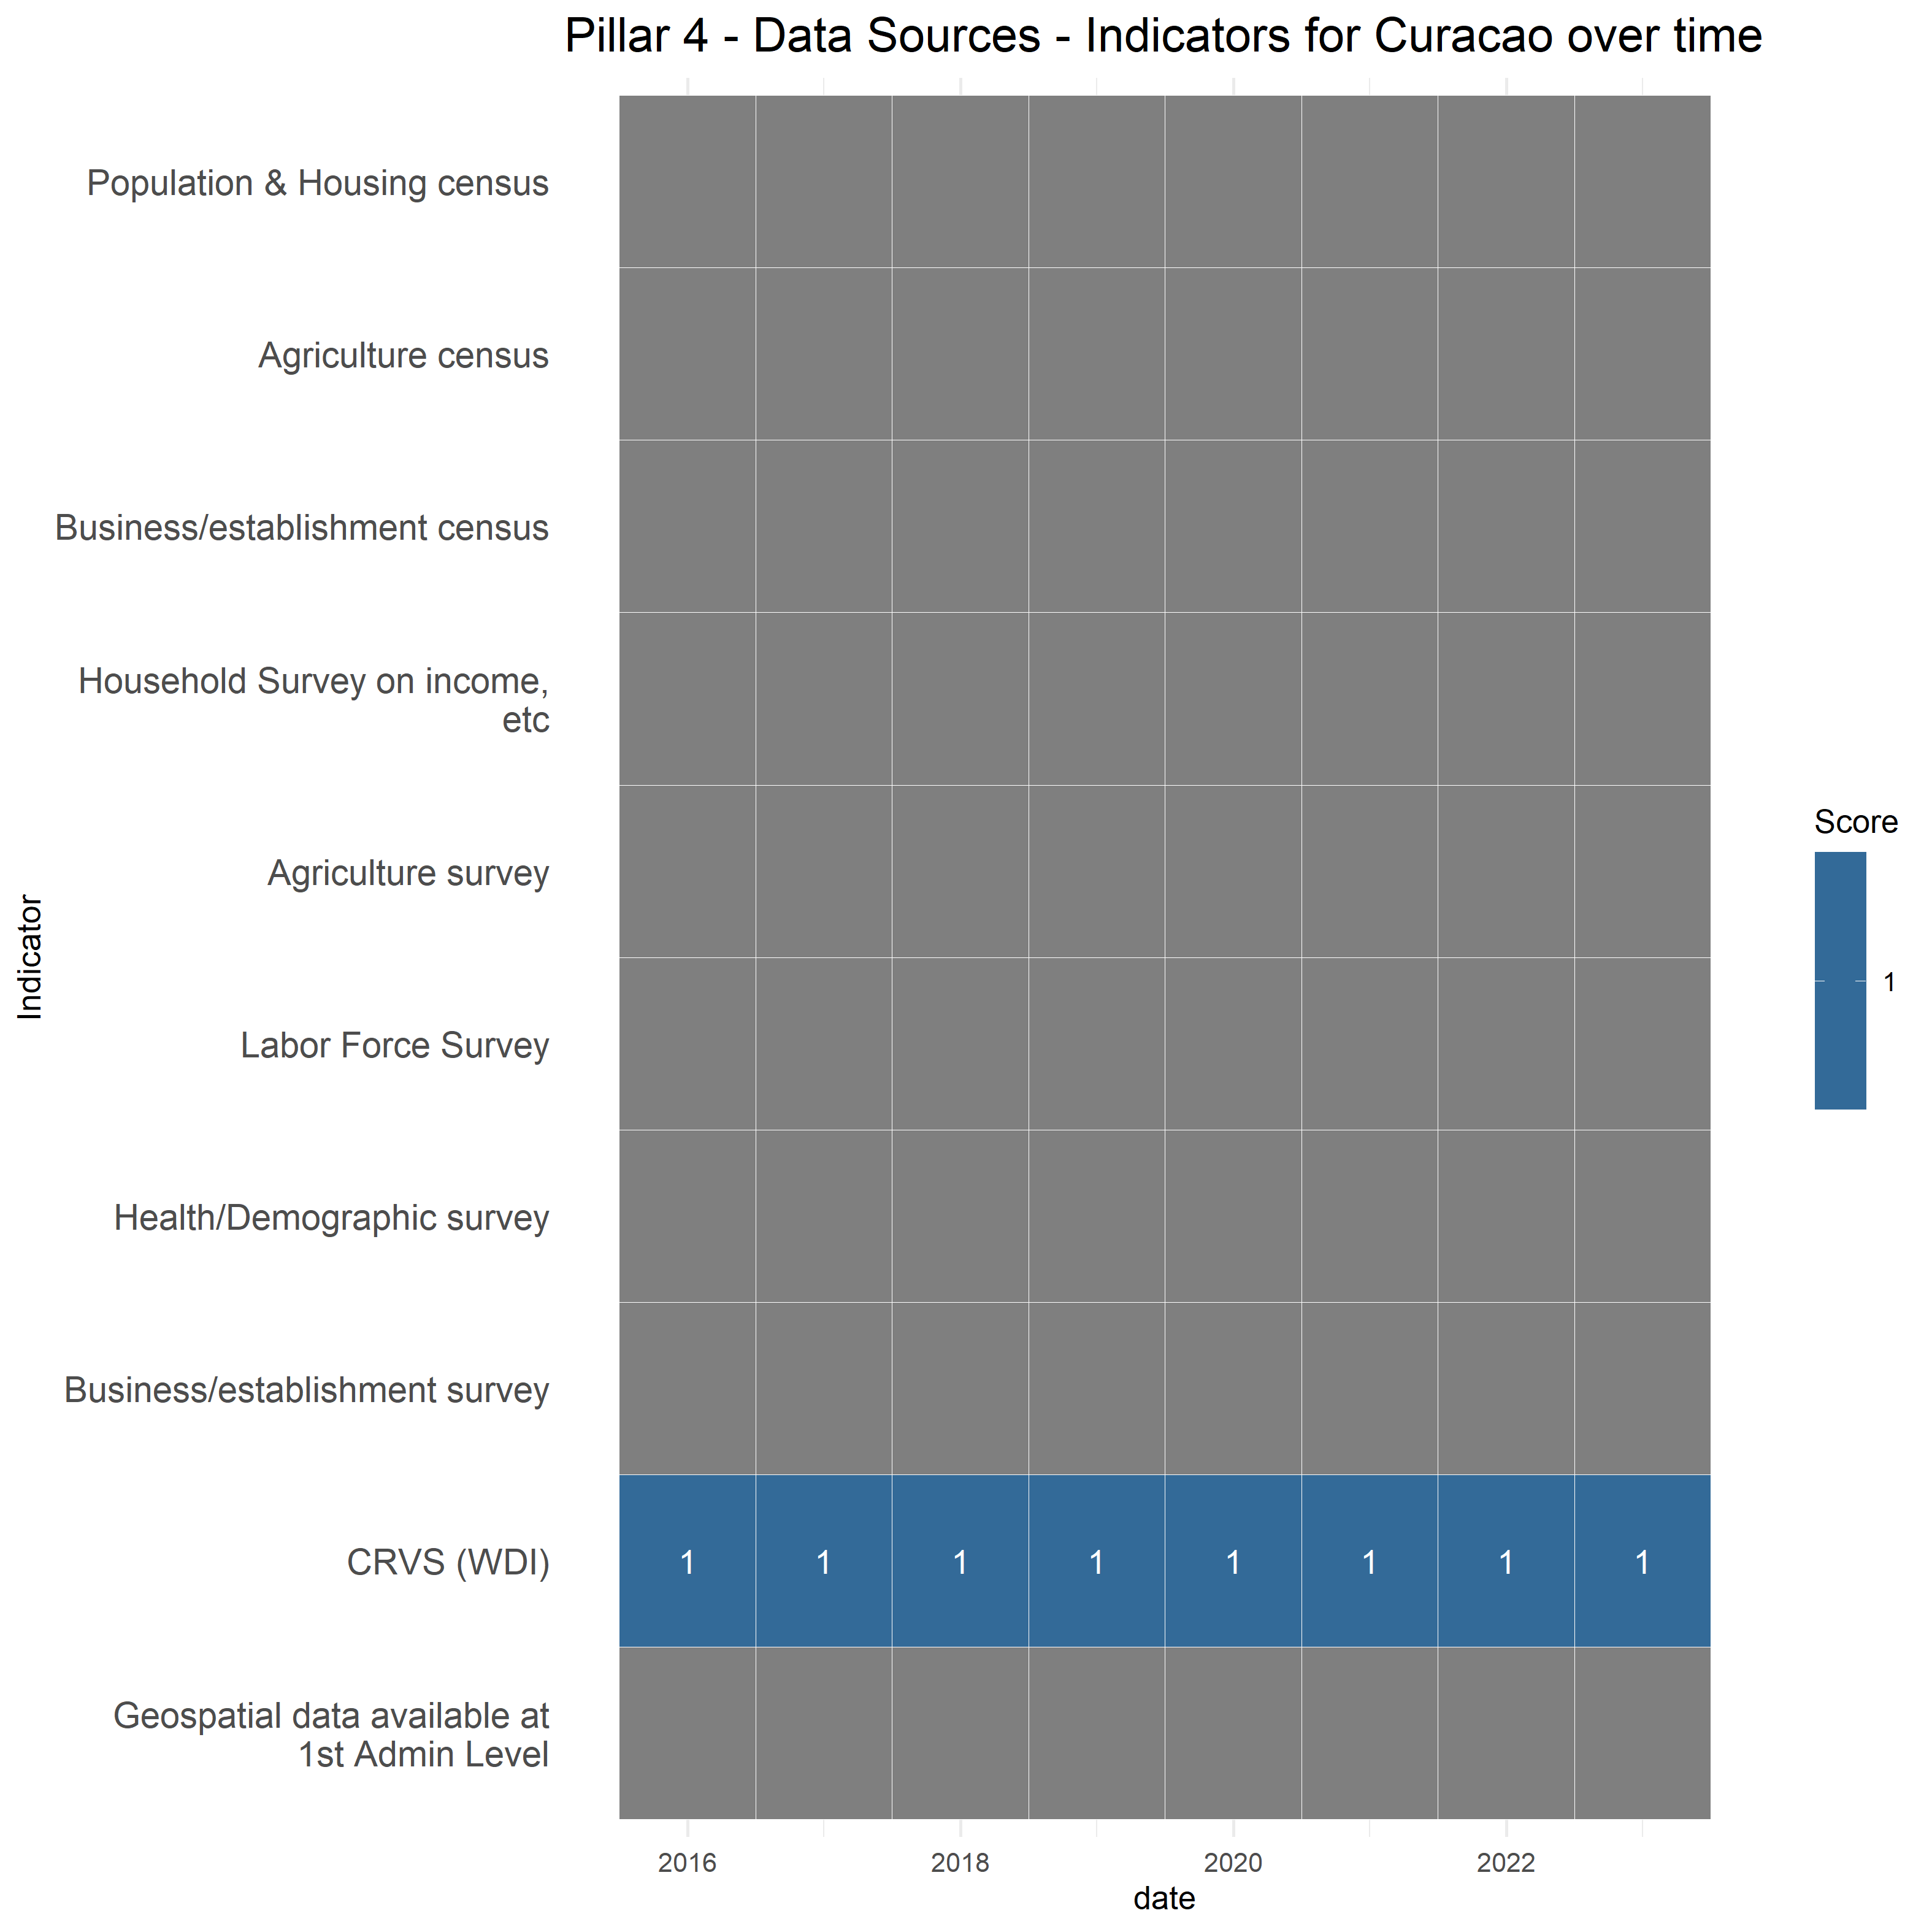 Pillar 4 - Data Sources - Indicators for Curacao over time
Indicator
Population & Housing census
Agriculture census
Business/establishment census
Household Survey on income,
etc
Agriculture survey
Labor Force Survey
Health/Demographic survey
Business/establishment survey
CRVS (WDI)
1 1 1 1 1 1 1 1
Geospatial data available at
1st Admin Level
2016 2018 2020 2022
date
Score
1